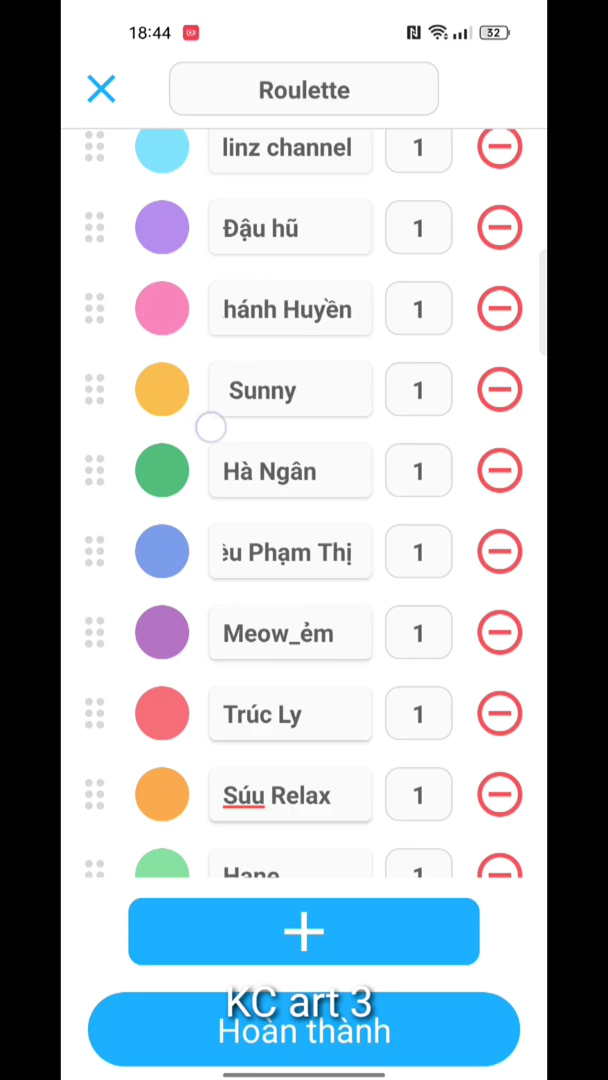 18:44
32
Roulette
linz channel 1
Đậu hũ 1
hánh Huyền 1
Sunny 1
Hà Ngân 1
ều Phạm Thị 1
Meow_ẻm 1
Trúc Ly 1
Súu Relax 1
1
KC art 3
Hoàn thành